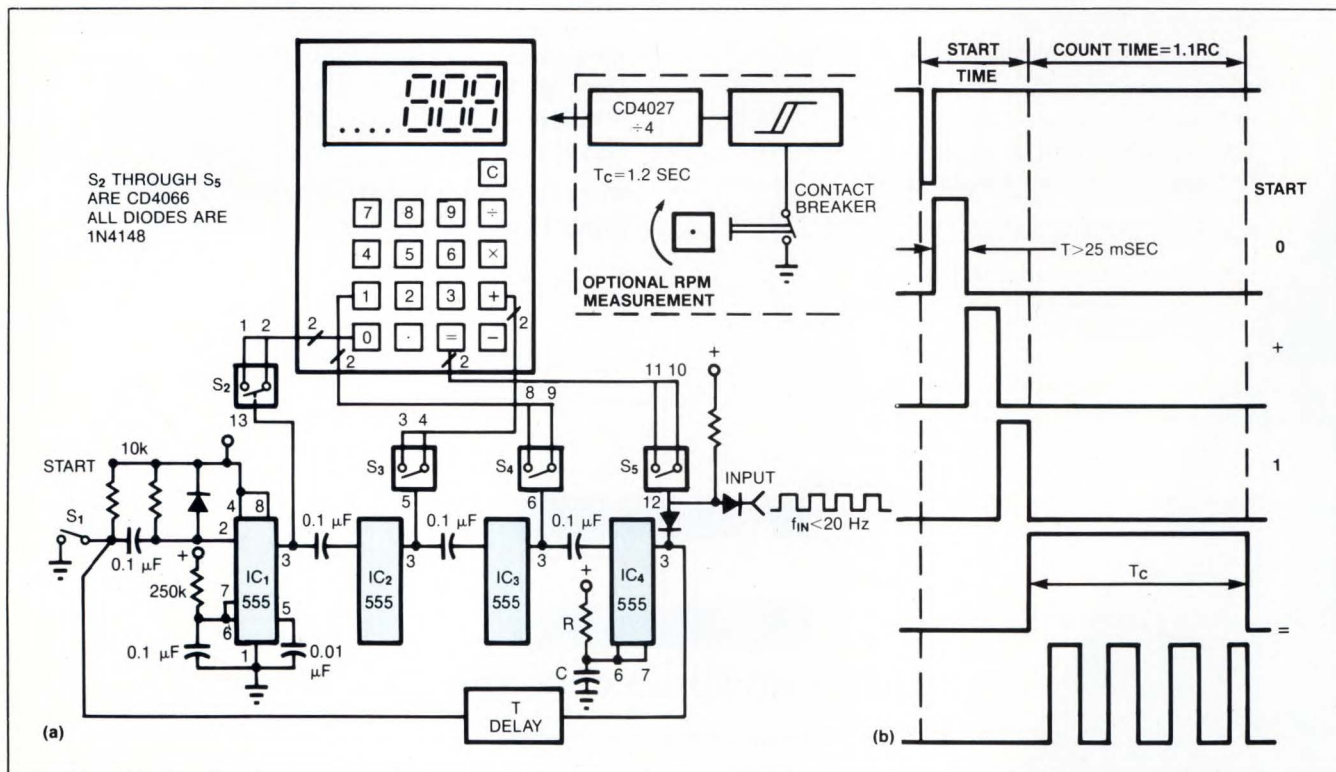 S2 THROUGH S5
ARE CD4066
ALL DIODES ARE
1N4148
....888
C
7 8 9 ÷
4 5 6 ×
1 2 3 +
0 . = −
CD4027
÷4
TC=1.2 SEC
CONTACT
BREAKER
OPTIONAL RPM
MEASUREMENT
1 2
2
2
2
2
S2
13
3 4
S3
5
8 9
S4
6
11 10
S5
12
+
INPUT
fIN<20 Hz
START
S1
10k
0.1 µF
+
250k
0.1 µF
4 8
2
3
7
6
5
1
IC1
555
0.01
µF
0.1 µF
IC2
555
3
0.1 µF
IC3
555
3
0.1 µF
IC4
555
3
6 7
+
R
C
T
DELAY
(a)
START
TIME
COUNT TIME=1.1RC
START
T>25 mSEC
0
+
1
TC
=
(b)